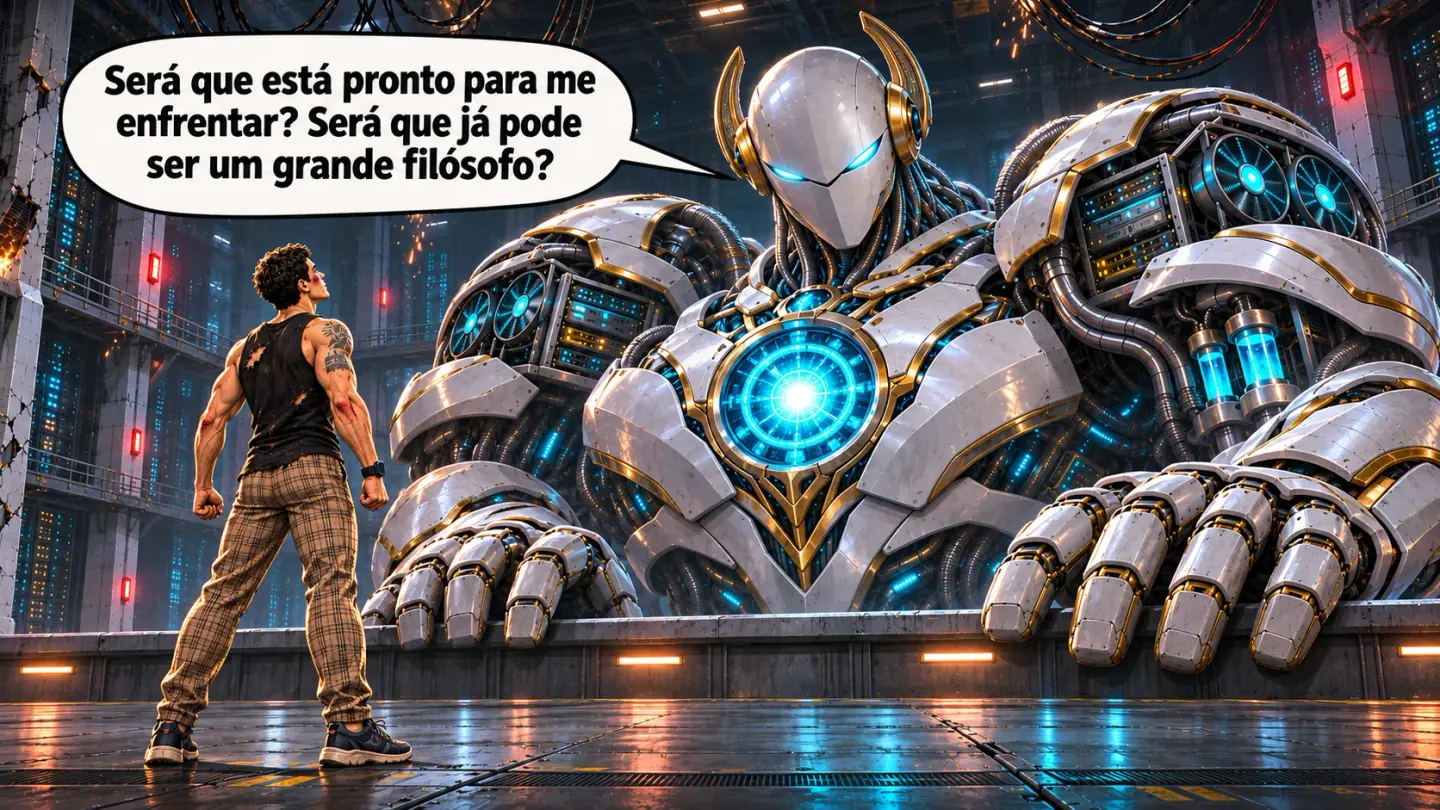 Será que está pronto para me
enfrentar? Será que já pode
ser um grande filósofo?